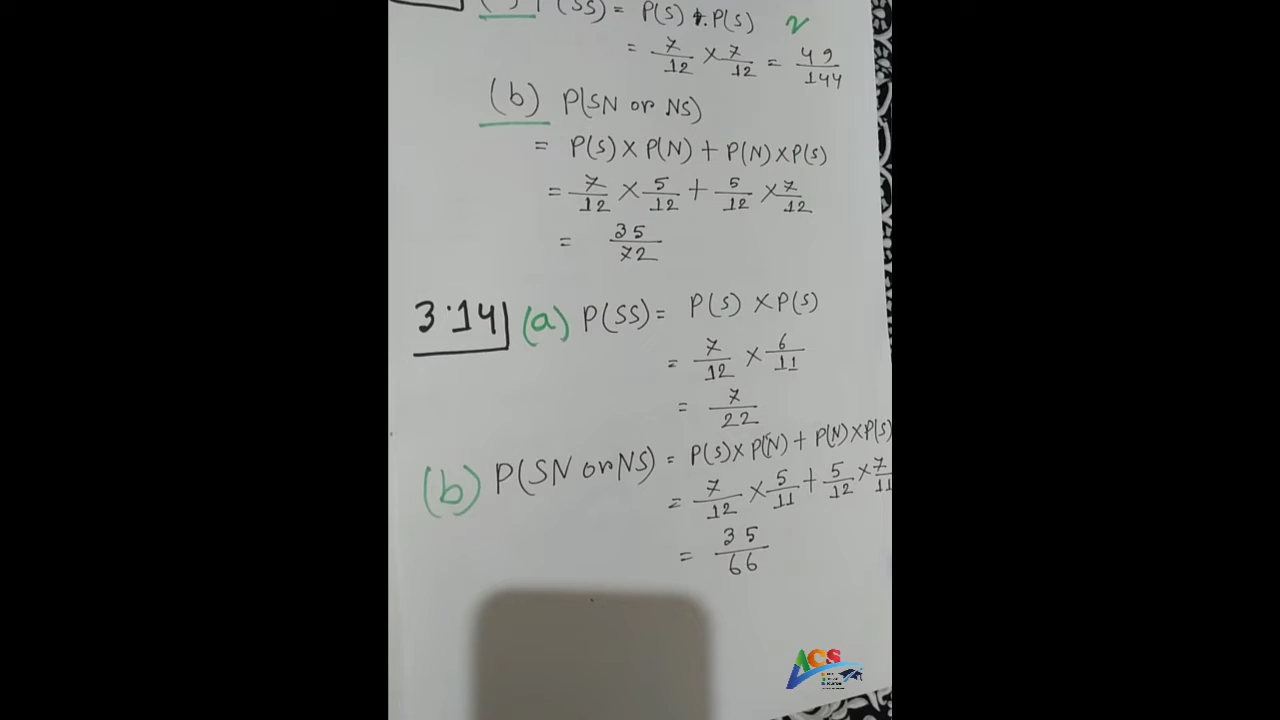 P(SS) = P(S) × P(S)
= 7/12 × 7/12 = 49/144
(b) P(SN or NS)
= P(S) × P(N) + P(N) × P(S)
= 7/12 × 5/12 + 5/12 × 7/12
= 35/72
3.14 (a) P(SS) = P(S) × P(S)
= 7/12 × 6/11
= 7/22
(b) P(SN or NS) = P(S) × P(N) + P(N) × P(S)
= 7/12 × 5/11 + 5/12 × 7/11
= 35/66
ACS